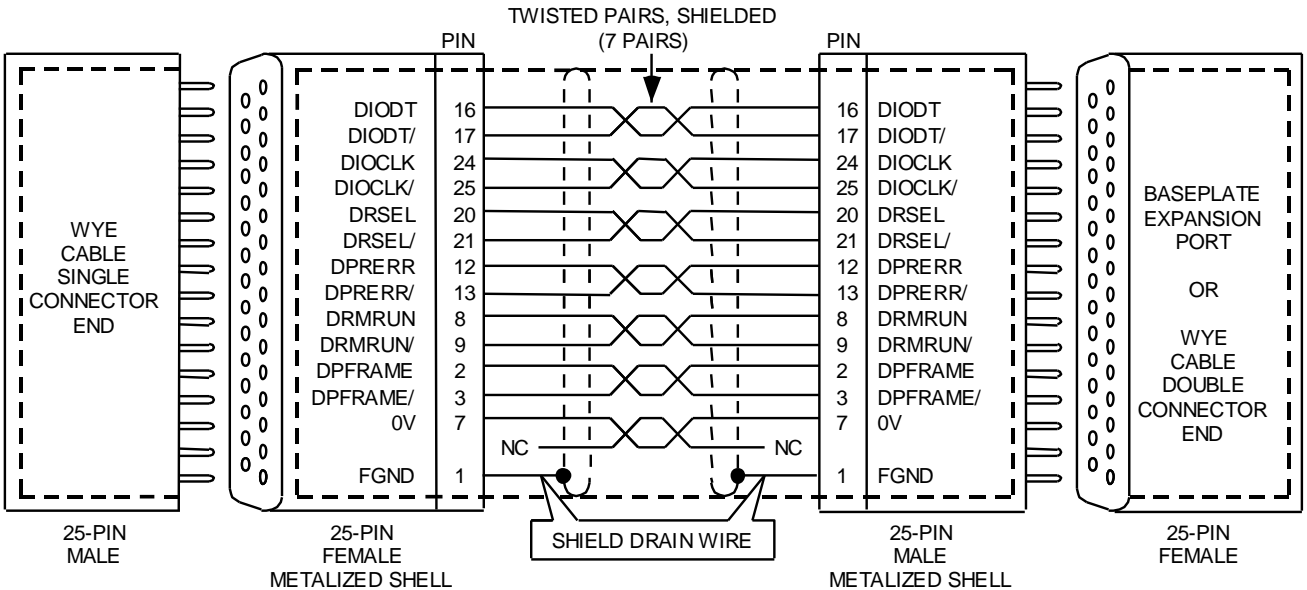 TWISTED PAIRS, SHIELDED
(7 PAIRS)
PIN
PIN
WYE
CABLE
SINGLE
CONNECTOR
END
DIODT 16
DIODT/ 17
DIOCLK 24
DIOCLK/ 25
DRSEL 20
DRSEL/ 21
DPRERR 12
DPRERR/ 13
DRMRUN 8
DRMRUN/ 9
DPFRAME 2
DPFRAME/ 3
0V 7
NC
NC
FGND 1
16 DIODT
17 DIODT/
24 DIOCLK
25 DIOCLK/
20 DRSEL
21 DRSEL/
12 DPRERR
13 DPRERR/
8 DRMRUN
9 DRMRUN/
2 DPFRAME
3 DPFRAME/
7 0V
1 FGND
BASEPLATE
EXPANSION
PORT
OR
WYE
CABLE
DOUBLE
CONNECTOR
END
SHIELD DRAIN WIRE
25-PIN
MALE
25-PIN
FEMALE
METALIZED SHELL
25-PIN
MALE
METALIZED SHELL
25-PIN
FEMALE